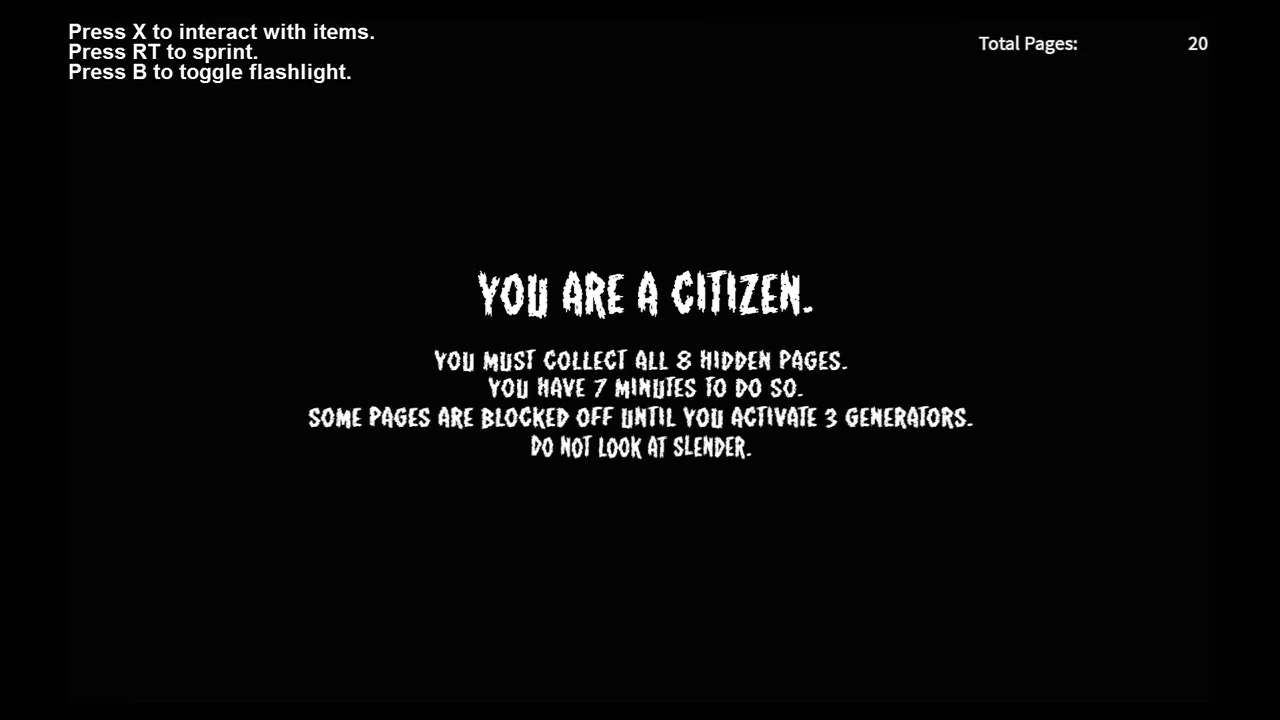 Press X to interact with items.
Press RT to sprint.
Press B to toggle flashlight.
Total Pages: 20
YOU ARE A CITIZEN.
YOU MUST COLLECT ALL 8 HIDDEN PAGES.
YOU HAVE 7 MINUTES TO DO SO.
SOME PAGES ARE BLOCKED OFF UNTIL YOU ACTIVATE 3 GENERATORS.
DO NOT LOOK AT SLENDER.